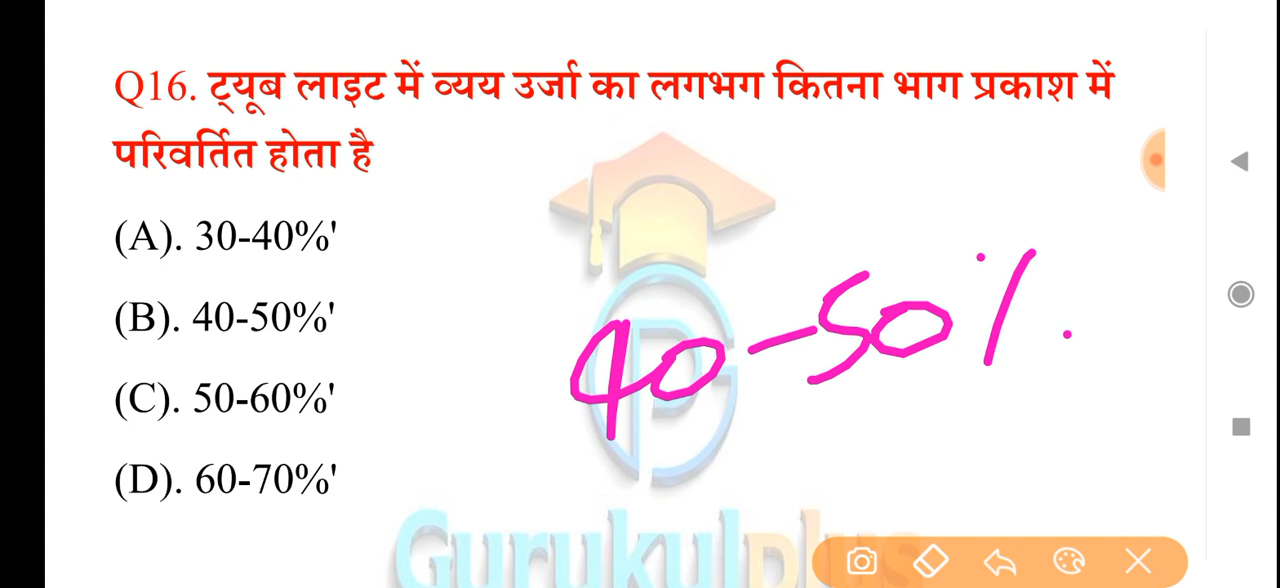 Q16. ट्यूब लाइट में व्यय उर्जा का लगभग कितना भाग प्रकाश में
परिवर्तित होता है
(A). 30-40%'
(B). 40-50%'
(C). 50-60%'
(D). 60-70%'
40-50%.
Gurukulplus